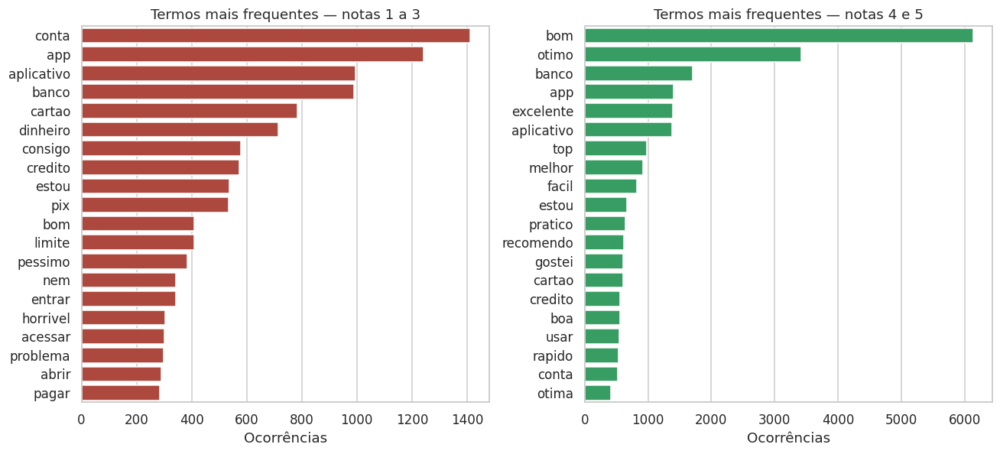 Termos mais frequentes — notas 1 a 3
conta
app
aplicativo
banco
cartao
dinheiro
consigo
credito
estou
pix
bom
limite
pessimo
nem
entrar
horrivel
acessar
problema
abrir
pagar
0 200 400 600 800 1000 1200 1400
Ocorrências
Termos mais frequentes — notas 4 e 5
bom
otimo
banco
app
excelente
aplicativo
top
melhor
facil
estou
pratico
recomendo
gostei
cartao
credito
boa
usar
rapido
conta
otima
0 1000 2000 3000 4000 5000 6000
Ocorrências